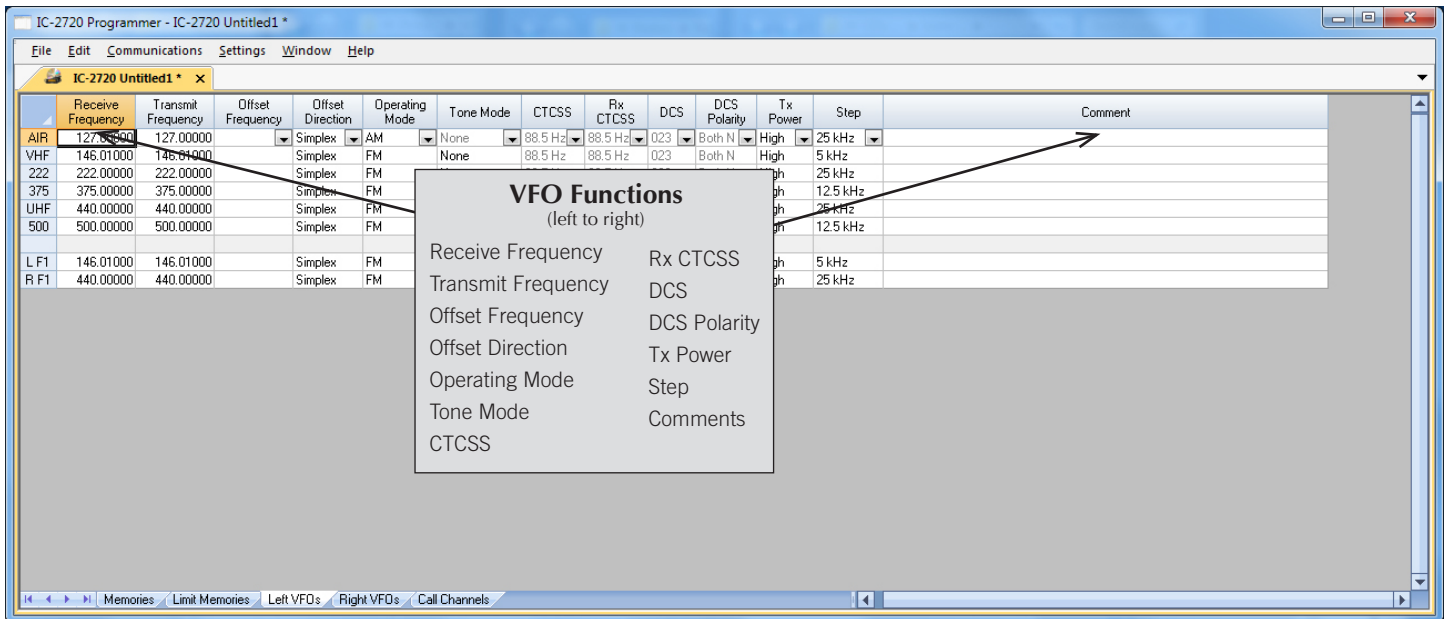 IC-2720 Programmer - IC-2720 Untitled1 *
File Edit Communications Settings Window Help
IC-2720 Untitled1 * X
Receive Frequency Transmit Frequency Offset Frequency Offset Direction Operating Mode Tone Mode CTCSS Rx CTCSS DCS DCS Polarity Tx Power Step Comment
AIR 127.00000 127.00000 Simplex AM None 88.5 Hz 88.5 Hz 023 Both N High 25 kHz
VHF 146.01000 146.01000 Simplex FM None 88.5 Hz 88.5 Hz 023 Both N High 5 kHz
222 222.00000 222.00000 Simplex FM 25 kHz
375 375.00000 375.00000 Simplex FM 12.5 kHz
UHF 440.00000 440.00000 Simplex FM 25 kHz
500 500.00000 500.00000 Simplex FM 12.5 kHz
L F1 146.01000 146.01000 Simplex FM 5 kHz
R F1 440.00000 440.00000 Simplex FM 25 kHz
VFO Functions
(left to right)
Receive Frequency
Transmit Frequency
Offset Frequency
Offset Direction
Operating Mode
Tone Mode
CTCSS
Rx CTCSS
DCS
DCS Polarity
Tx Power
Step
Comments
Memories Limit Memories Left VFOs Right VFOs Call Channels